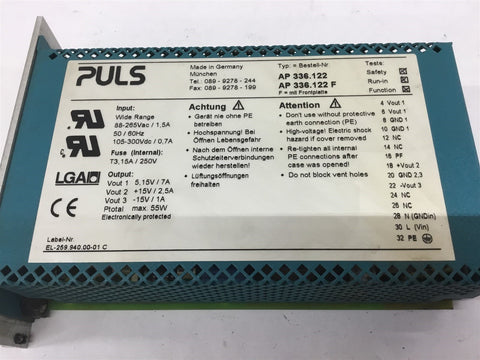 PULS
Made in Germany
München
Tel.: 089 - 9278 - 244
Fax: 089 - 9278 - 199
Typ: = Bestell-Nr.
AP 336.122
AP 336.122 F
F = mit Frontplatte
Tests:
Safety
Run-in
Function
Input:
Wide Range
88-265Vac / 1,5A
50 / 60Hz
105-300Vdc / 0,7A
Fuse (Internal):
T3,15A / 250V
LGA
Output:
Vout 1 5,15V / 7A
Vout 2 +15V / 2,5A
Vout 3 -15V / 1A
Ptotal max. 55W
Electronically protected
CE
Label-Nr.
EL-259.940.00-01 C
Achtung
• Gerät nie ohne PE
betreiben
• Hochspannung! Bei
Öffnen Lebensgefahr
• Nach dem Öffnen interne
Schutzleiterverbindungen
wieder herstellen!
• Lüftungsöffnungen
freihalten
Attention
• Don't use without protective
earth connection (PE)
• High-voltage! Electric shock
hazard if cover opened
• Re-tighten all internal
PE connections after
case was opened!
• Do not block vent holes
4 Vout 1
6 Vout 1
8 GND 1
10 GND 1
12 NC
14 NC
16 PF
18 +Vout 2
20 GND 2,3
22 -Vout 3
24 NC
26 NC
28 N (GNDin)
30 L (Vin)
32 PE